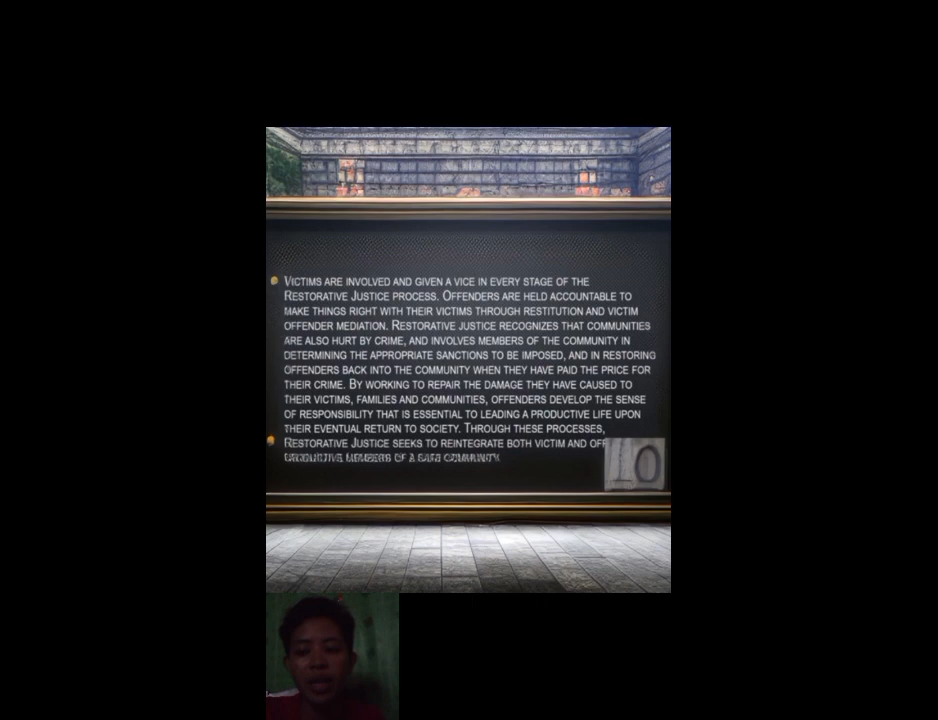 VICTIMS ARE INVOLVED AND GIVEN A VICE IN EVERY STAGE OF THE
RESTORATIVE JUSTICE PROCESS. OFFENDERS ARE HELD ACCOUNTABLE TO
MAKE THINGS RIGHT WITH THEIR VICTIMS THROUGH RESTITUTION AND VICTIM
OFFENDER MEDIATION. RESTORATIVE JUSTICE RECOGNIZES THAT COMMUNITIES
ARE ALSO HURT BY CRIME, AND INVOLVES MEMBERS OF THE COMMUNITY IN
DETERMINING THE APPROPRIATE SANCTIONS TO BE IMPOSED, AND IN RESTORING
OFFENDERS BACK INTO THE COMMUNITY WHEN THEY HAVE PAID THE PRICE FOR
THEIR CRIME. BY WORKING TO REPAIR THE DAMAGE THEY HAVE CAUSED TO
THEIR VICTIMS, FAMILIES AND COMMUNITIES, OFFENDERS DEVELOP THE SENSE
OF RESPONSIBILITY THAT IS ESSENTIAL TO LEADING A PRODUCTIVE LIFE UPON
THEIR EVENTUAL RETURN TO SOCIETY. THROUGH THESE PROCESSES,
RESTORATIVE JUSTICE SEEKS TO REINTEGRATE BOTH VICTIM AND
MEMBERS OF A COMMUNITY
10